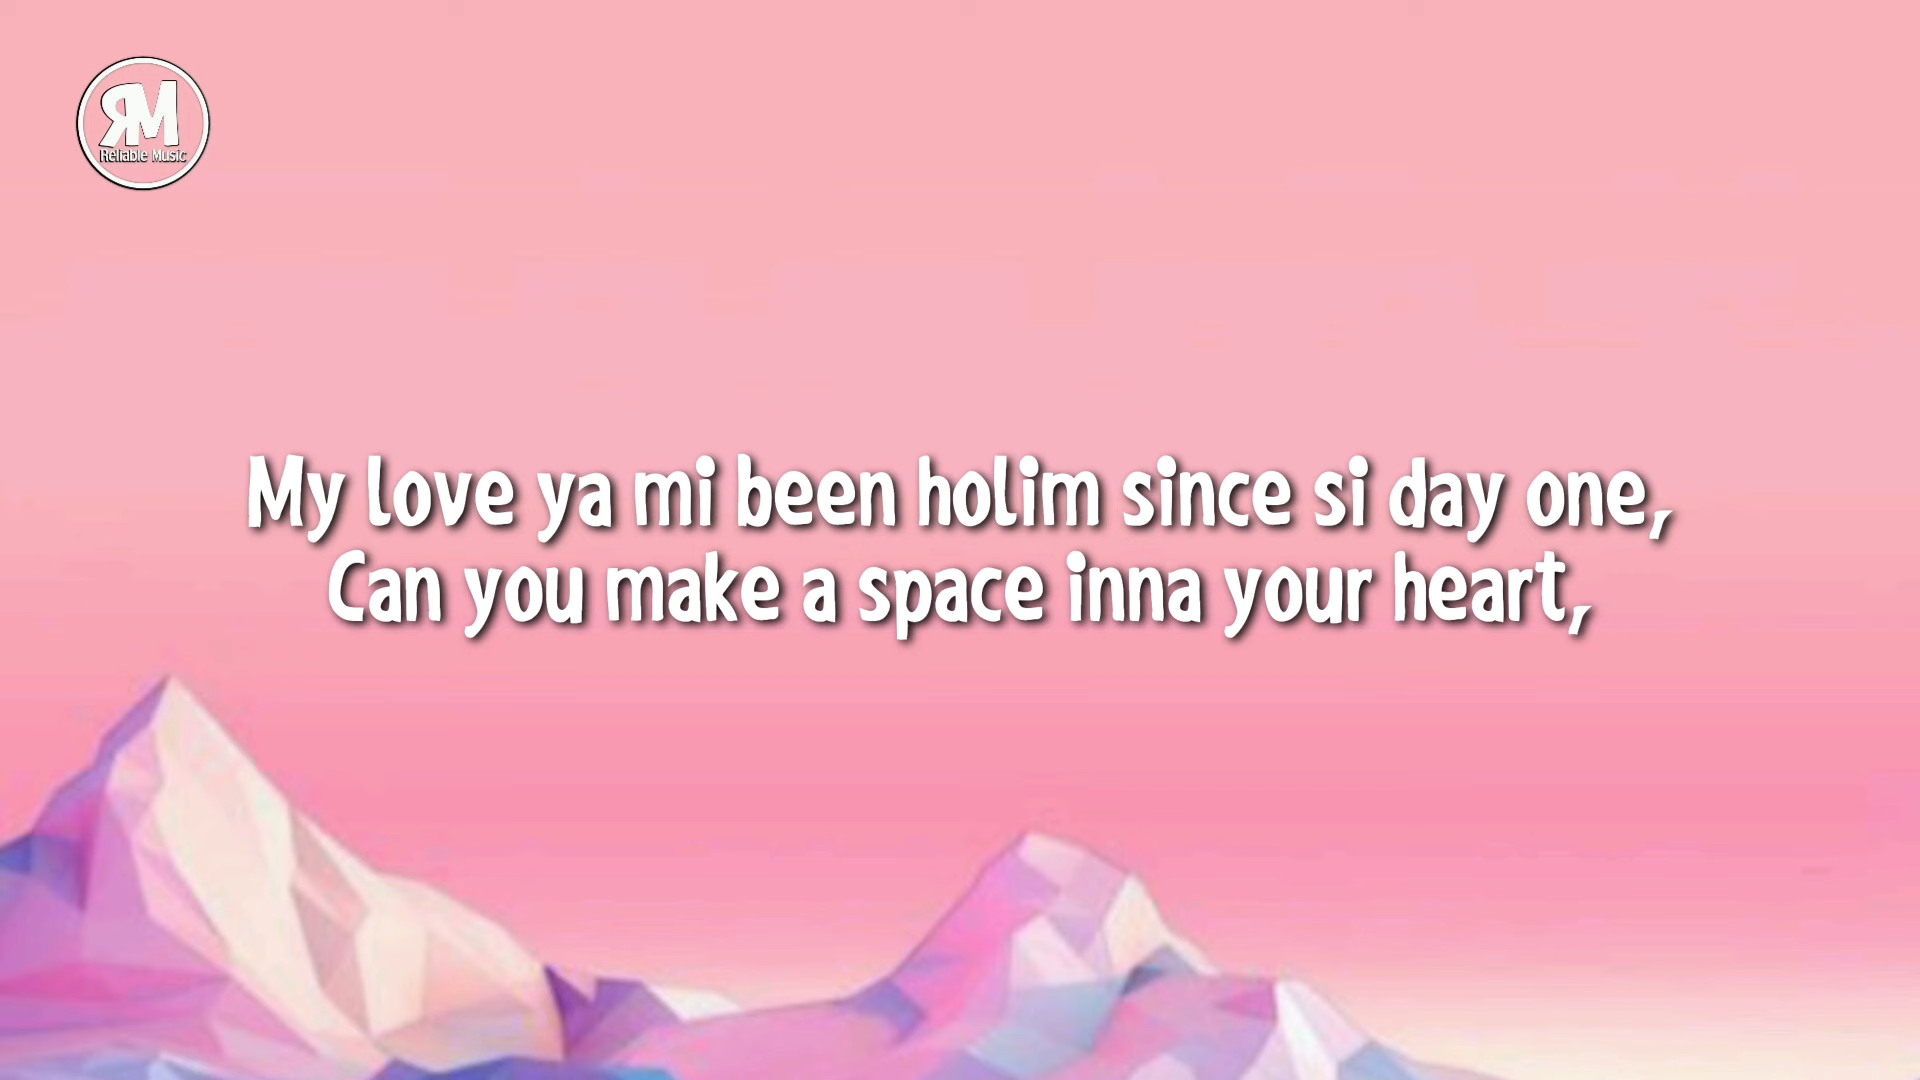 RM
Reliable Music
My love ya mi been holim since si day one,
Can you make a space inna your heart,